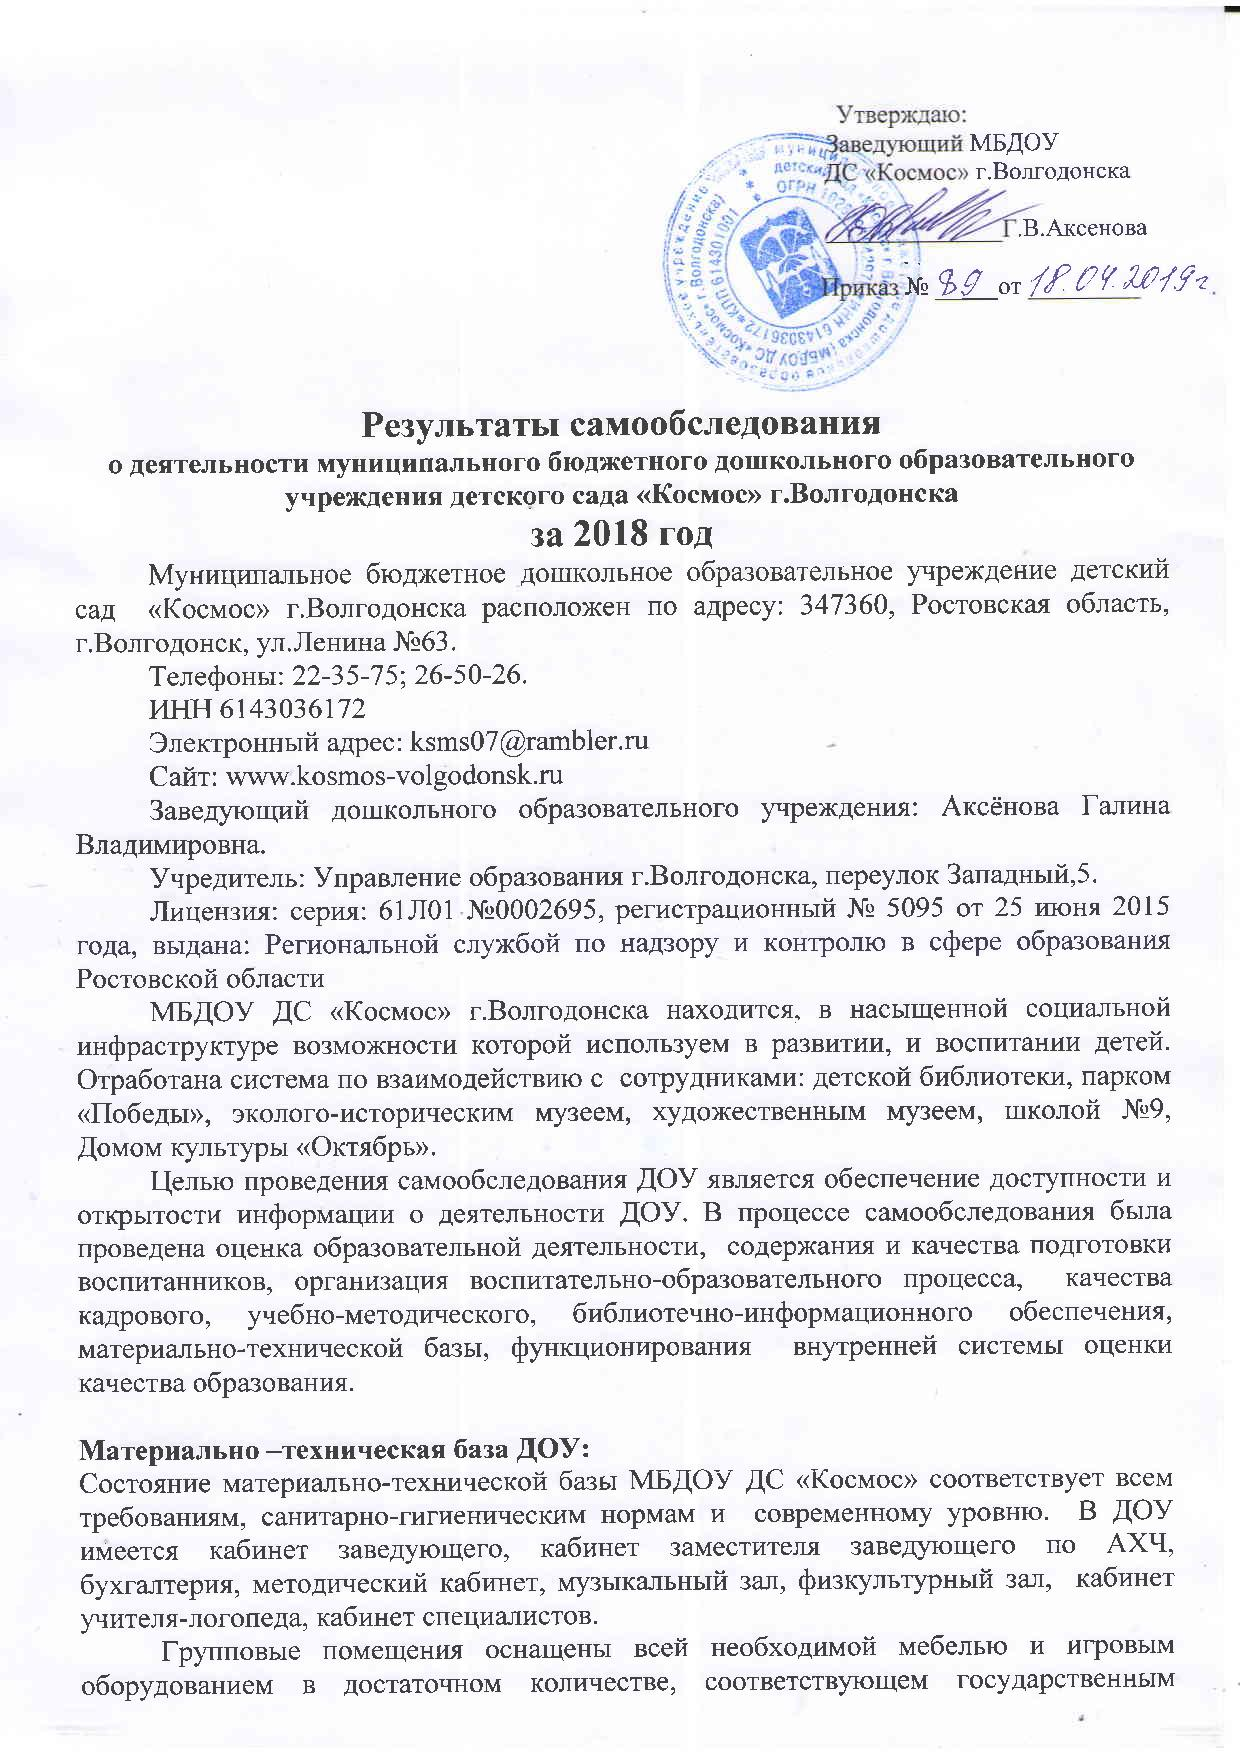 Утверждаю:
Заведующий МБДОУ
ДС «Космос» г.Волгодонска
Г.В.Аксенова
Приказ № 89 от 18.04.2019г.
Результаты самообследования
о деятельности муниципального бюджетного дошкольного образовательного
учреждения детского сада «Космос» г.Волгодонска
за 2018 год
Муниципальное бюджетное дошкольное образовательное учреждение детский
сад «Космос» г.Волгодонска расположен по адресу: 347360, Ростовская область,
г.Волгодонск, ул.Ленина №63.
Телефоны: 22-35-75; 26-50-26.
ИНН 6143036172
Электронный адрес: ksms07@rambler.ru
Сайт: www.kosmos-volgodonsk.ru
Заведующий дошкольного образовательного учреждения: Аксёнова Галина
Владимировна.
Учредитель: Управление образования г.Волгодонска, переулок Западный,5.
Лицензия: серия: 61Л01 №0002695, регистрационный № 5095 от 25 июня 2015
года, выдана: Региональной службой по надзору и контролю в сфере образования
Ростовской области
МБДОУ ДС «Космос» г.Волгодонска находится, в насыщенной социальной
инфраструктуре возможности которой используем в развитии, и воспитании детей.
Отработана система по взаимодействию с сотрудниками: детской библиотеки, парком
«Победы», эколого-историческим музеем, художественным музеем, школой №9,
Домом культуры «Октябрь».
Целью проведения самообследования ДОУ является обеспечение доступности и
открытости информации о деятельности ДОУ. В процессе самообследования была
проведена оценка образовательной деятельности, содержания и качества подготовки
воспитанников, организация воспитательно-образовательного процесса, качества
кадрового, учебно-методического, библиотечно-информационного обеспечения,
материально-технической базы, функционирования внутренней системы оценки
качества образования.
Материально –техническая база ДОУ:
Состояние материально-технической базы МБДОУ ДС «Космос» соответствует всем
требованиям, санитарно-гигиеническим нормам и современному уровню. В ДОУ
имеется кабинет заведующего, кабинет заместителя заведующего по АХЧ,
бухгалтерия, методический кабинет, музыкальный зал, физкультурный зал, кабинет
учителя-логопеда, кабинет специалистов.
Групповые помещения оснащены всей необходимой мебелью и игровым
оборудованием в достаточном количестве, соответствующем государственным